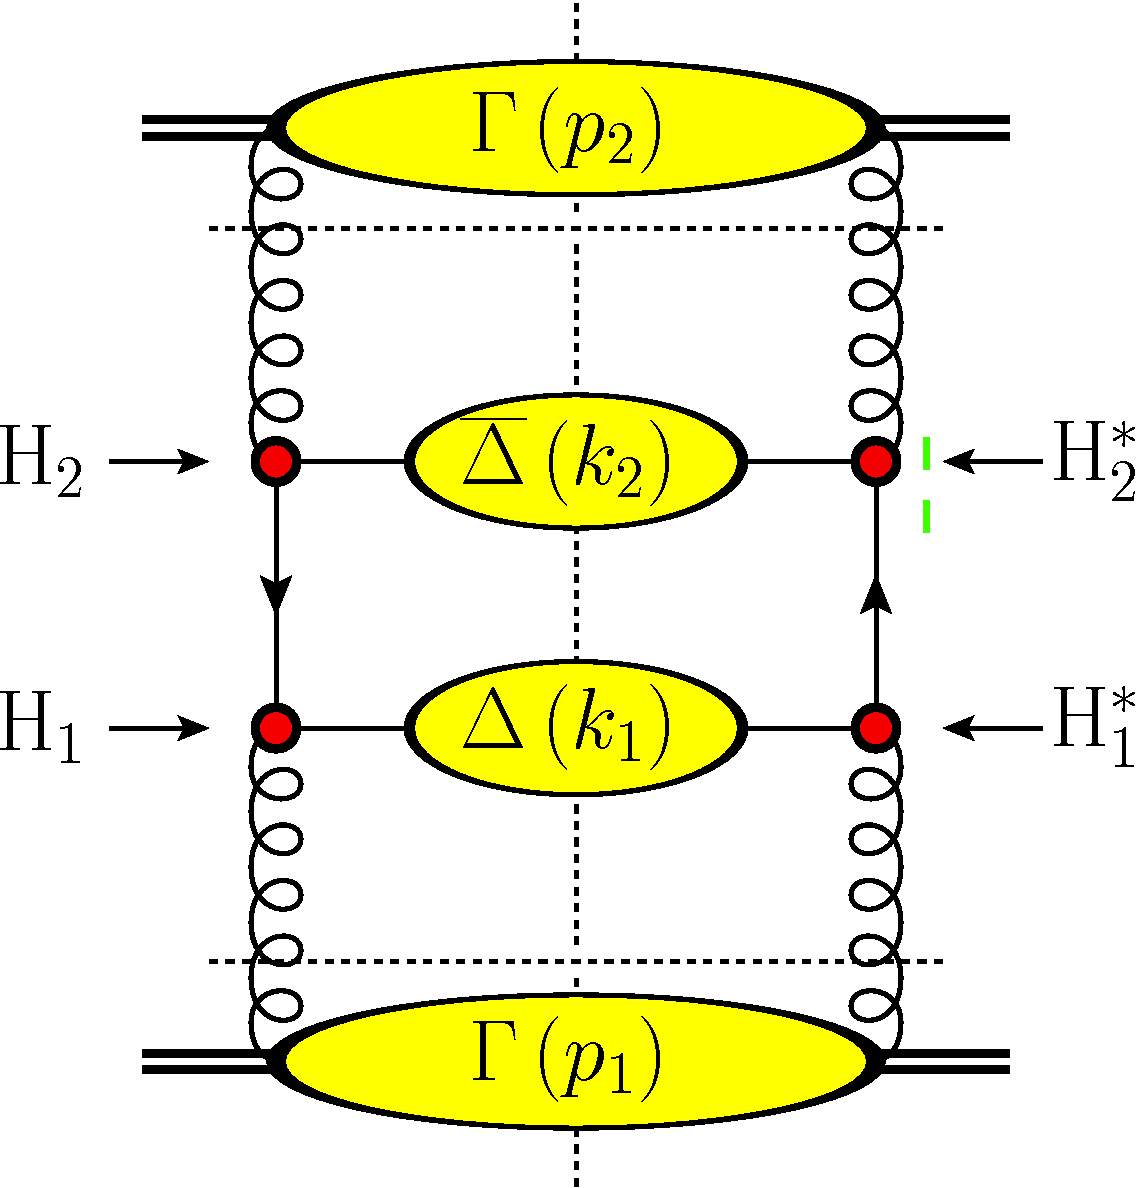 Γ(p₂)
H₂
Δ̅(k₂)
H₂*
H₁
Δ(k₁)
H₁*
Γ(p₁)